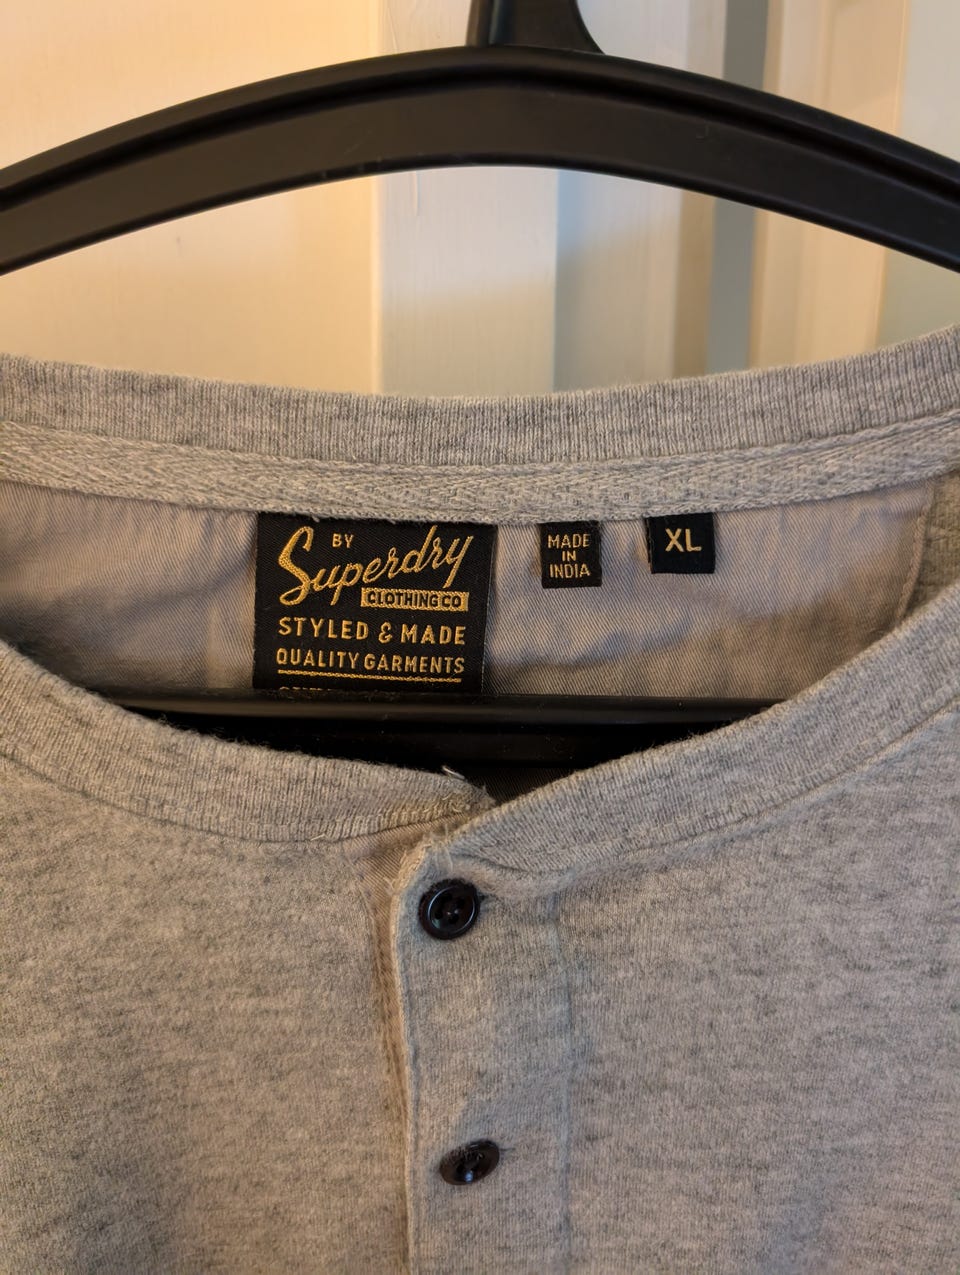 BY
Superdry
CLOTHING CO
STYLED & MADE
QUALITY GARMENTS
MADE
IN
INDIA
XL